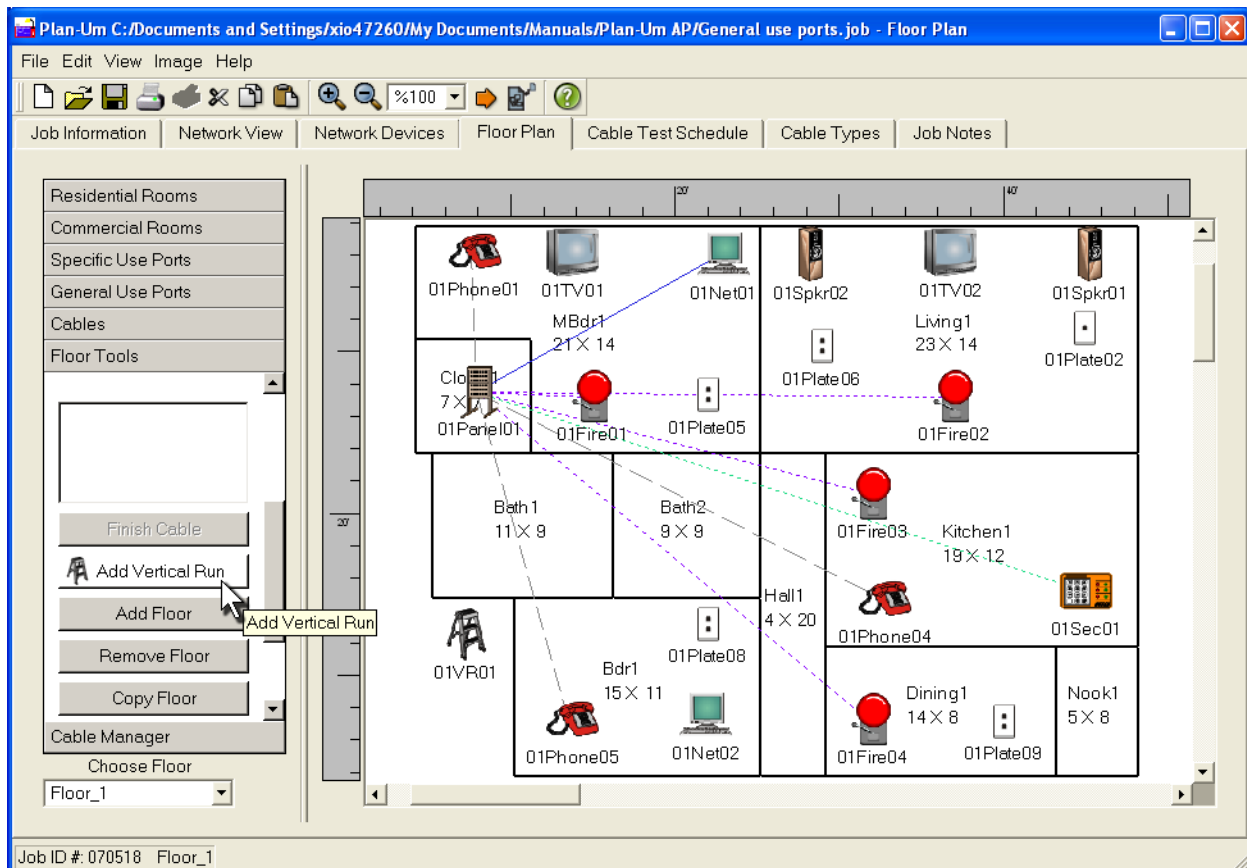 Plan-Um C:/Documents and Settings/xio47260/My Documents/Manuals/Plan-Um AP/General use ports.job - Floor Plan
File Edit View Image Help
%100
Job Information Network View Network Devices Floor Plan Cable Test Schedule Cable Types Job Notes
Residential Rooms
Commercial Rooms
Specific Use Ports
General Use Ports
Cables
Floor Tools
Finish Cable
Add Vertical Run
Add Floor
Add Vertical Run
Remove Floor
Copy Floor
Cable Manager
Choose Floor
Floor_1
20' 40'
20'
01Phone01 01TV01 01Net01 01Spkr02 01TV02 01Spkr01
MBdr1
21 X 14
Living1
23 X 14
01Plate06 01Plate02
7 X
01Panel01 01Fire01 01Plate05 01Fire02
Bath1
11 X 9
Bath2
9 X 9
01Fire03
Kitchen1
19 X 12
Hall1
4 X 20
01Phone04 01Sec01
01VR01
01Plate08
Bdr1
15 X 11
Dining1
14 X 8
Nook1
5 X 8
01Phone05 01Net02 01Fire04 01Plate09
Job ID #: 070518 Floor_1